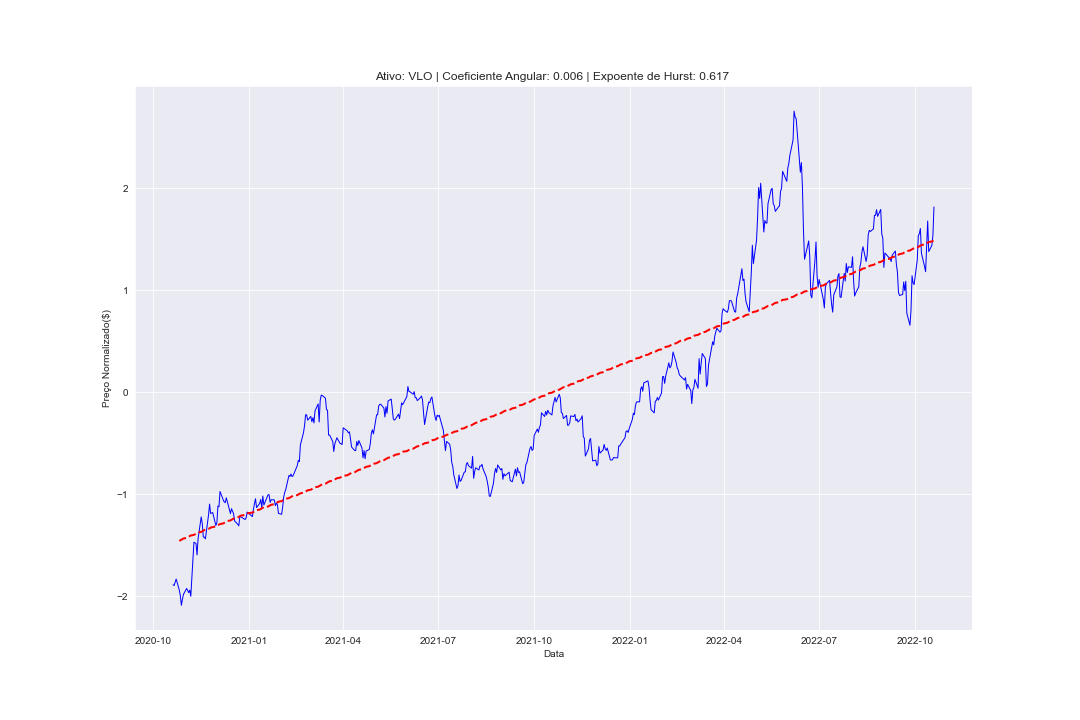 Ativo: VLO | Coeficiente Angular: 0.006 | Expoente de Hurst: 0.617
Preço Normalizado($)
2
1
0
−1
−2
2020-10 2021-01 2021-04 2021-07 2021-10 2022-01 2022-04 2022-07 2022-10
Data